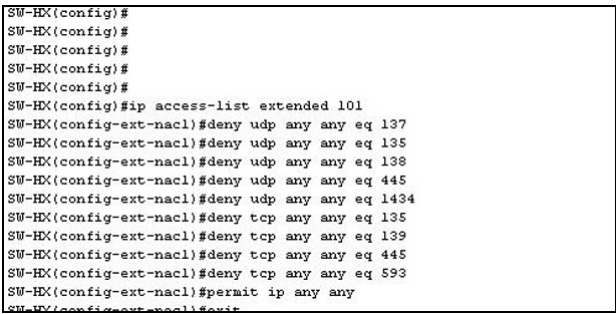 SW-HX(config)#
SW-HX(config)#
SW-HX(config)#
SW-HX(config)#
SW-HX(config)#
SW-HX(config)#ip access-list extended 101
SW-HX(config-ext-nacl)#deny udp any any eq 137
SW-HX(config-ext-nacl)#deny udp any any eq 135
SW-HX(config-ext-nacl)#deny udp any any eq 138
SW-HX(config-ext-nacl)#deny udp any any eq 445
SW-HX(config-ext-nacl)#deny udp any any eq 1434
SW-HX(config-ext-nacl)#deny tcp any any eq 135
SW-HX(config-ext-nacl)#deny tcp any any eq 139
SW-HX(config-ext-nacl)#deny tcp any any eq 445
SW-HX(config-ext-nacl)#deny tcp any any eq 593
SW-HX(config-ext-nacl)#permit ip any any
SW-HX(config-ext-nacl)#exit